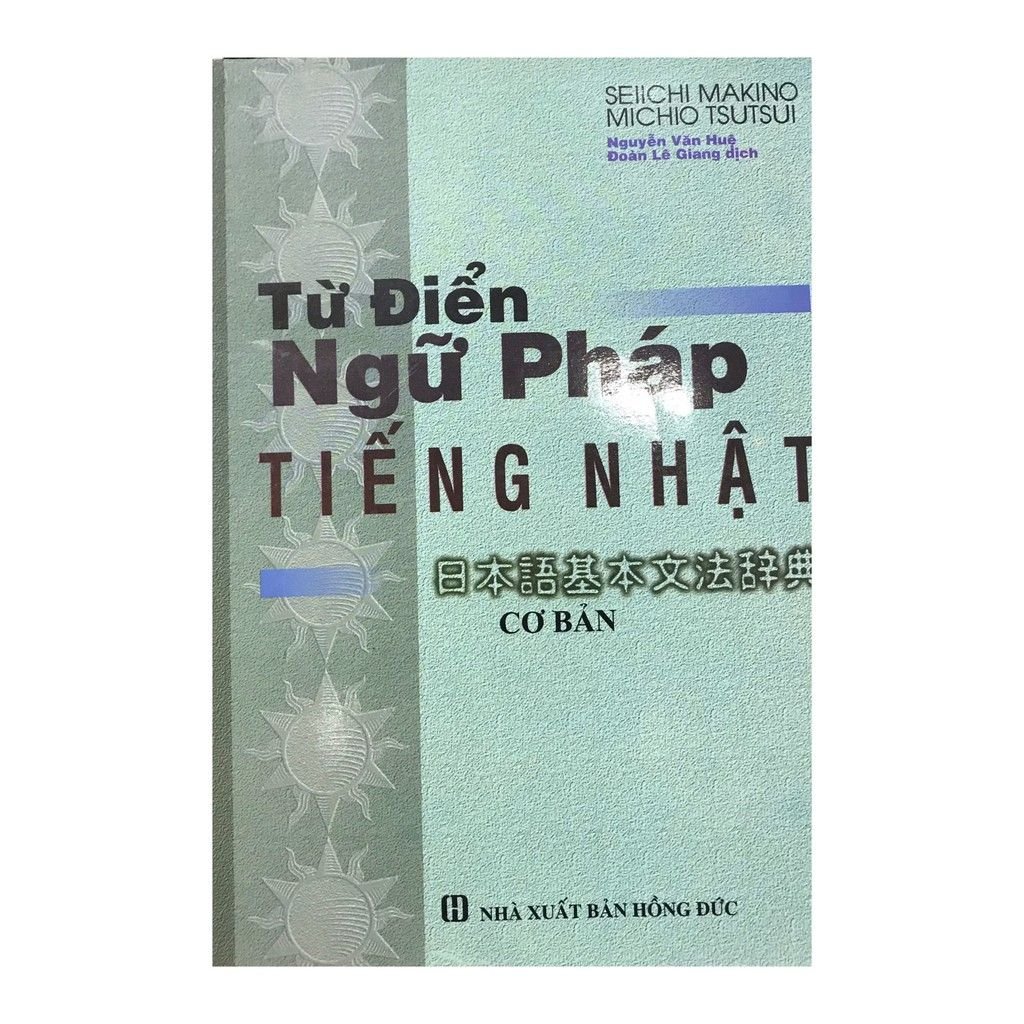 SEIICHI MAKINO
MICHIO TSUTSUI
Nguyễn Văn Huệ
Đoàn Lê Giang dịch
Từ Điển
Ngữ Pháp
TIẾNG NHẬT
日本語基本文法辞典
CƠ BẢN
NHÀ XUẤT BẢN HỒNG ĐỨC